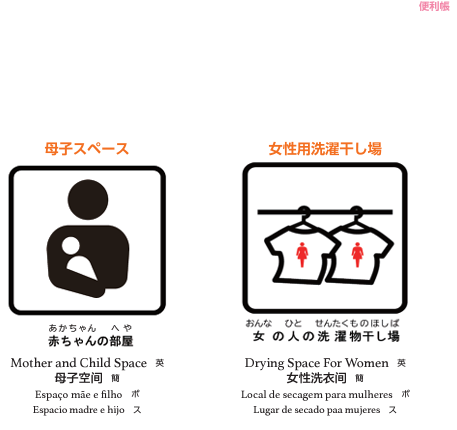 便利帳
母子スペース
女性用洗濯干し場
あかちゃん へや
赤ちゃんの部屋
おんな ひと せんたくものほしば
女の人の洗濯物干し場
Mother and Child Space 英
母子空间 簡
Espaço mãe e filho ポ
Espacio madre e hijo ス
Drying Space For Women 英
女性洗衣间 簡
Local de secagem para mulheres ポ
Lugar de secado paa mujeres ス